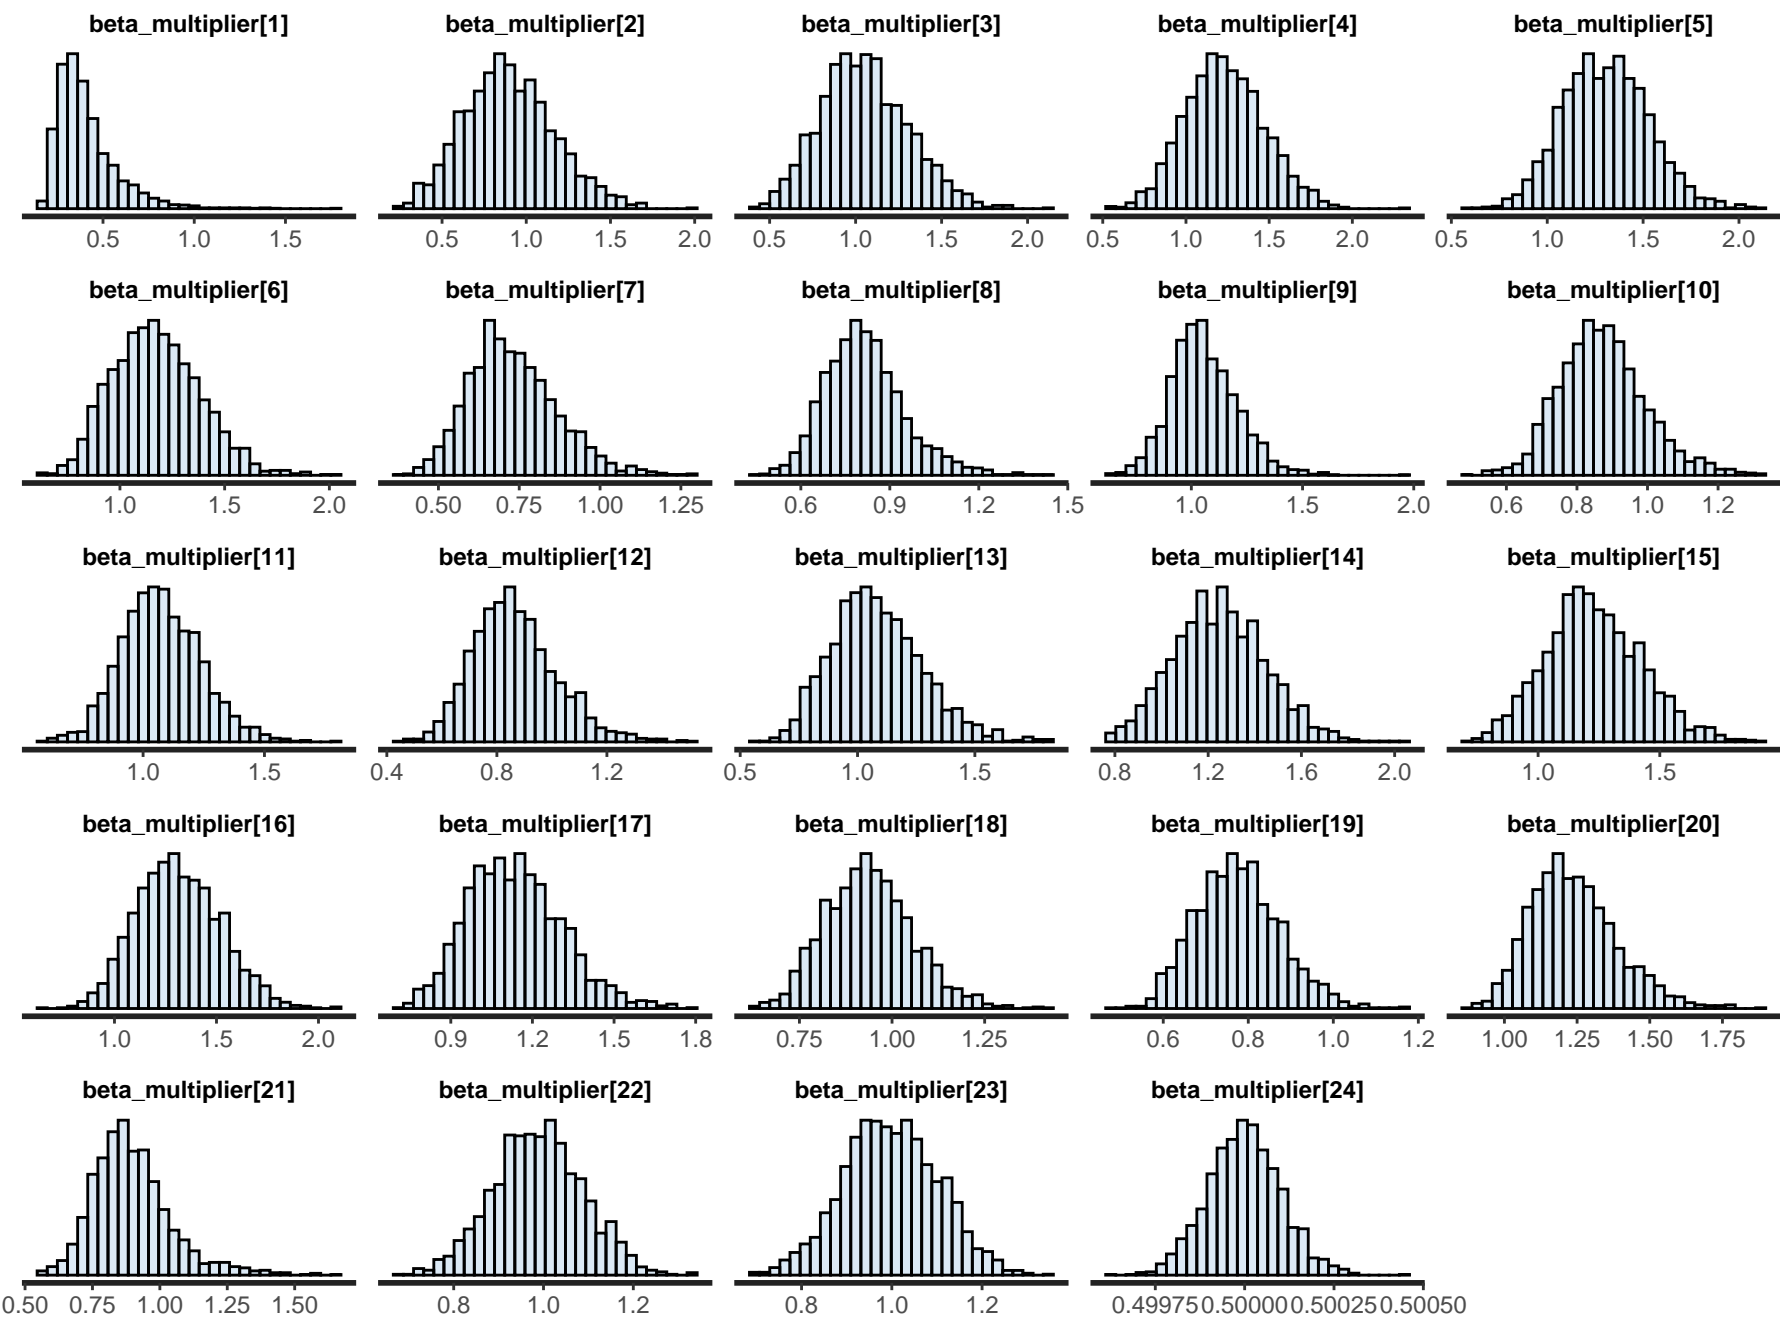 beta_multiplier[1] beta_multiplier[2] beta_multiplier[3] beta_multiplier[4] beta_multiplier[5]
0.5 1.0 1.5 0.5 1.0 1.5 2.0 0.5 1.0 1.5 2.0 0.5 1.0 1.5 2.0 0.5 1.0 1.5 2.0
beta_multiplier[6] beta_multiplier[7] beta_multiplier[8] beta_multiplier[9] beta_multiplier[10]
1.0 1.5 2.0 0.50 0.75 1.00 1.25 0.6 0.9 1.2 1.5 1.0 1.5 2.0 0.6 0.8 1.0 1.2
beta_multiplier[11] beta_multiplier[12] beta_multiplier[13] beta_multiplier[14] beta_multiplier[15]
1.0 1.5 0.4 0.8 1.2 0.5 1.0 1.5 0.8 1.2 1.6 2.0 1.0 1.5
beta_multiplier[16] beta_multiplier[17] beta_multiplier[18] beta_multiplier[19] beta_multiplier[20]
1.0 1.5 2.0 0.9 1.2 1.5 1.8 0.75 1.00 1.25 0.6 0.8 1.0 1.2 1.00 1.25 1.50 1.75
beta_multiplier[21] beta_multiplier[22] beta_multiplier[23] beta_multiplier[24]
0.50 0.75 1.00 1.25 1.50 0.8 1.0 1.2 0.8 1.0 1.2 0.49975 0.50000 0.50025 0.50050